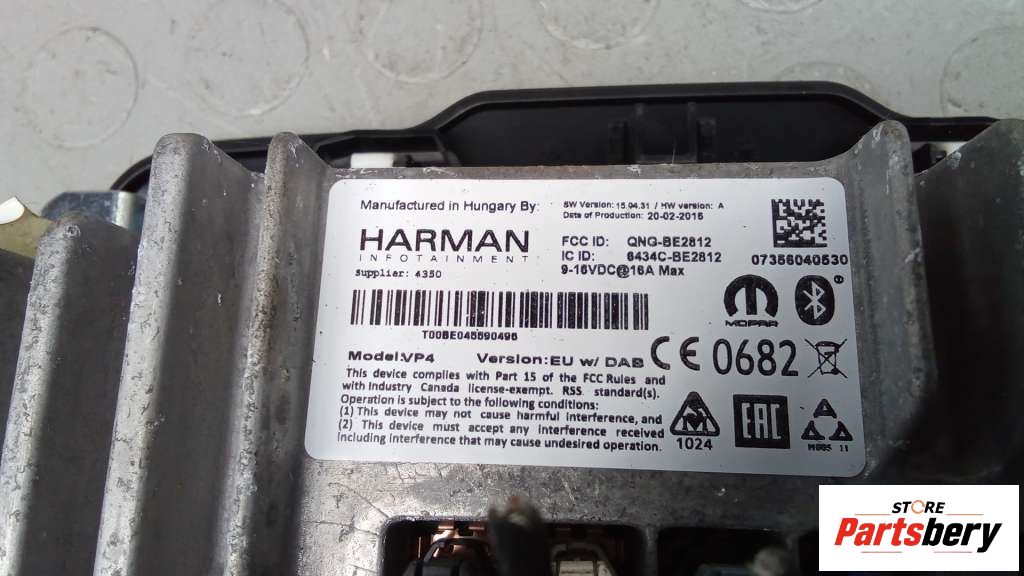 Manufactured in Hungary By:
HARMAN
INFOTAINMENT
supplier: 4350
SW Version: 15.04.31 / HW version: A
Date of Production: 20-02-2015
FCC ID: QNG-BE2812
IC ID: 6434C-BE2812
9-16VDC@16A Max
07356040530
T00BE045590495
MOPAR
Model:VP4 Version:EU w/ DAB
CE 0682
This device complies with Part 15 of the FCC Rules and
with Industry Canada license-exempt. RSS. standard(s).
Operation is subject to the following conditions:
(1) This device may not cause harmful interference, and
(2) This device must accept any interference received
including interference that may cause undesired operation.
1024
EAC
M005 11
STORE
Partsbery